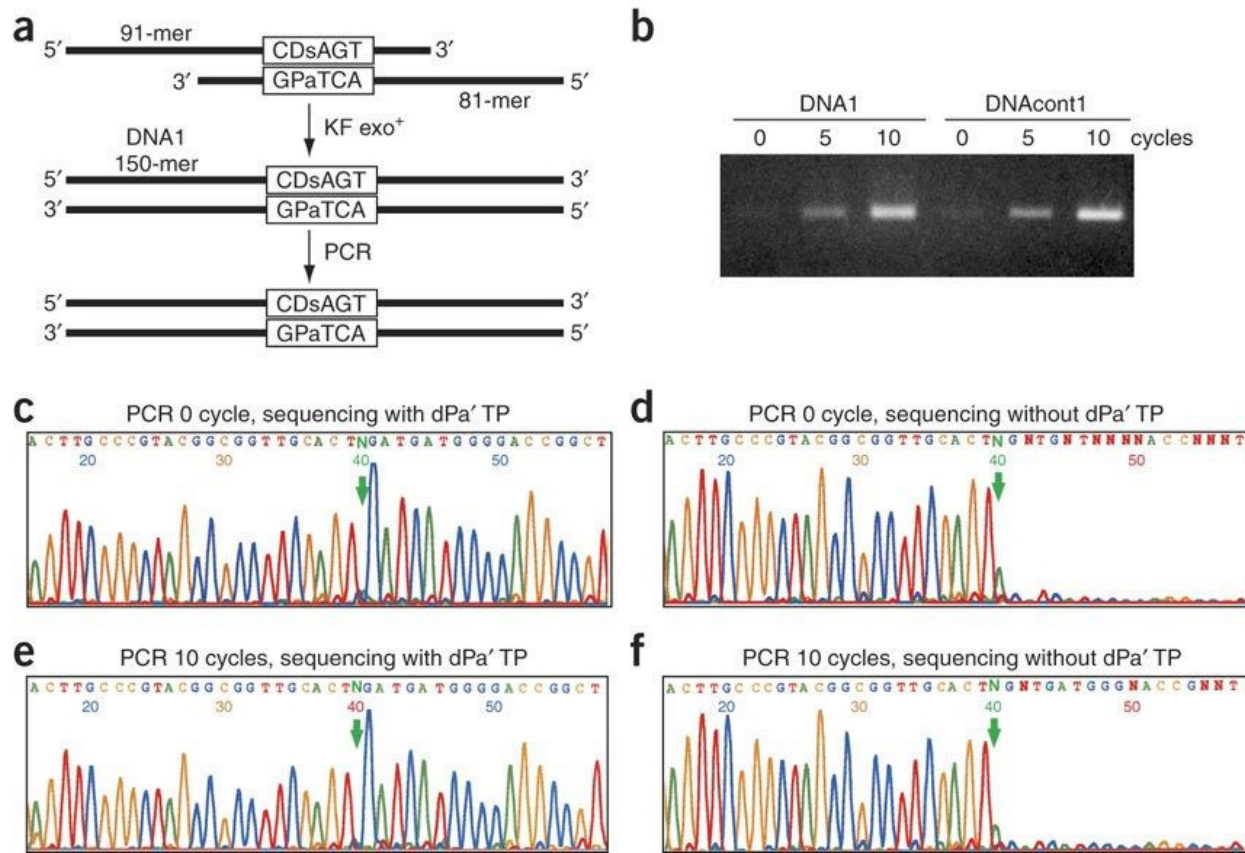 a
91-mer
5′ CDsAGT 3′
3′ GPaTCA 5′
81-mer
KF exo⁺
DNA1
150-mer
5′ CDsAGT 3′
3′ GPaTCA 5′
PCR
5′ CDsAGT 3′
3′ GPaTCA 5′
b
DNA1 DNAcont1
0 5 10 0 5 10 cycles
c
PCR 0 cycle, sequencing with dPa′ TP
A C T T G C C C G T A C G G C G G T T G C A C T N G A T G A T G G G G A C C G G C T
20 30 40 50
d
PCR 0 cycle, sequencing without dPa′ TP
A C T T G C C C G T A C G G C G G T T G C A C T N G N T G N T N N N N A C C N N N T
20 30 40 50
e
PCR 10 cycles, sequencing with dPa′ TP
A C T T G C C C G T A C G G C G G T T G C A C T N G A T G A T G G G G A C C G G C T
20 30 40 50
f
PCR 10 cycles, sequencing without dPa′ TP
A C T T G C C C G T A C G G C G G T T G C A C T N G N T G A T G G G N A C C G N N T
20 30 40 50